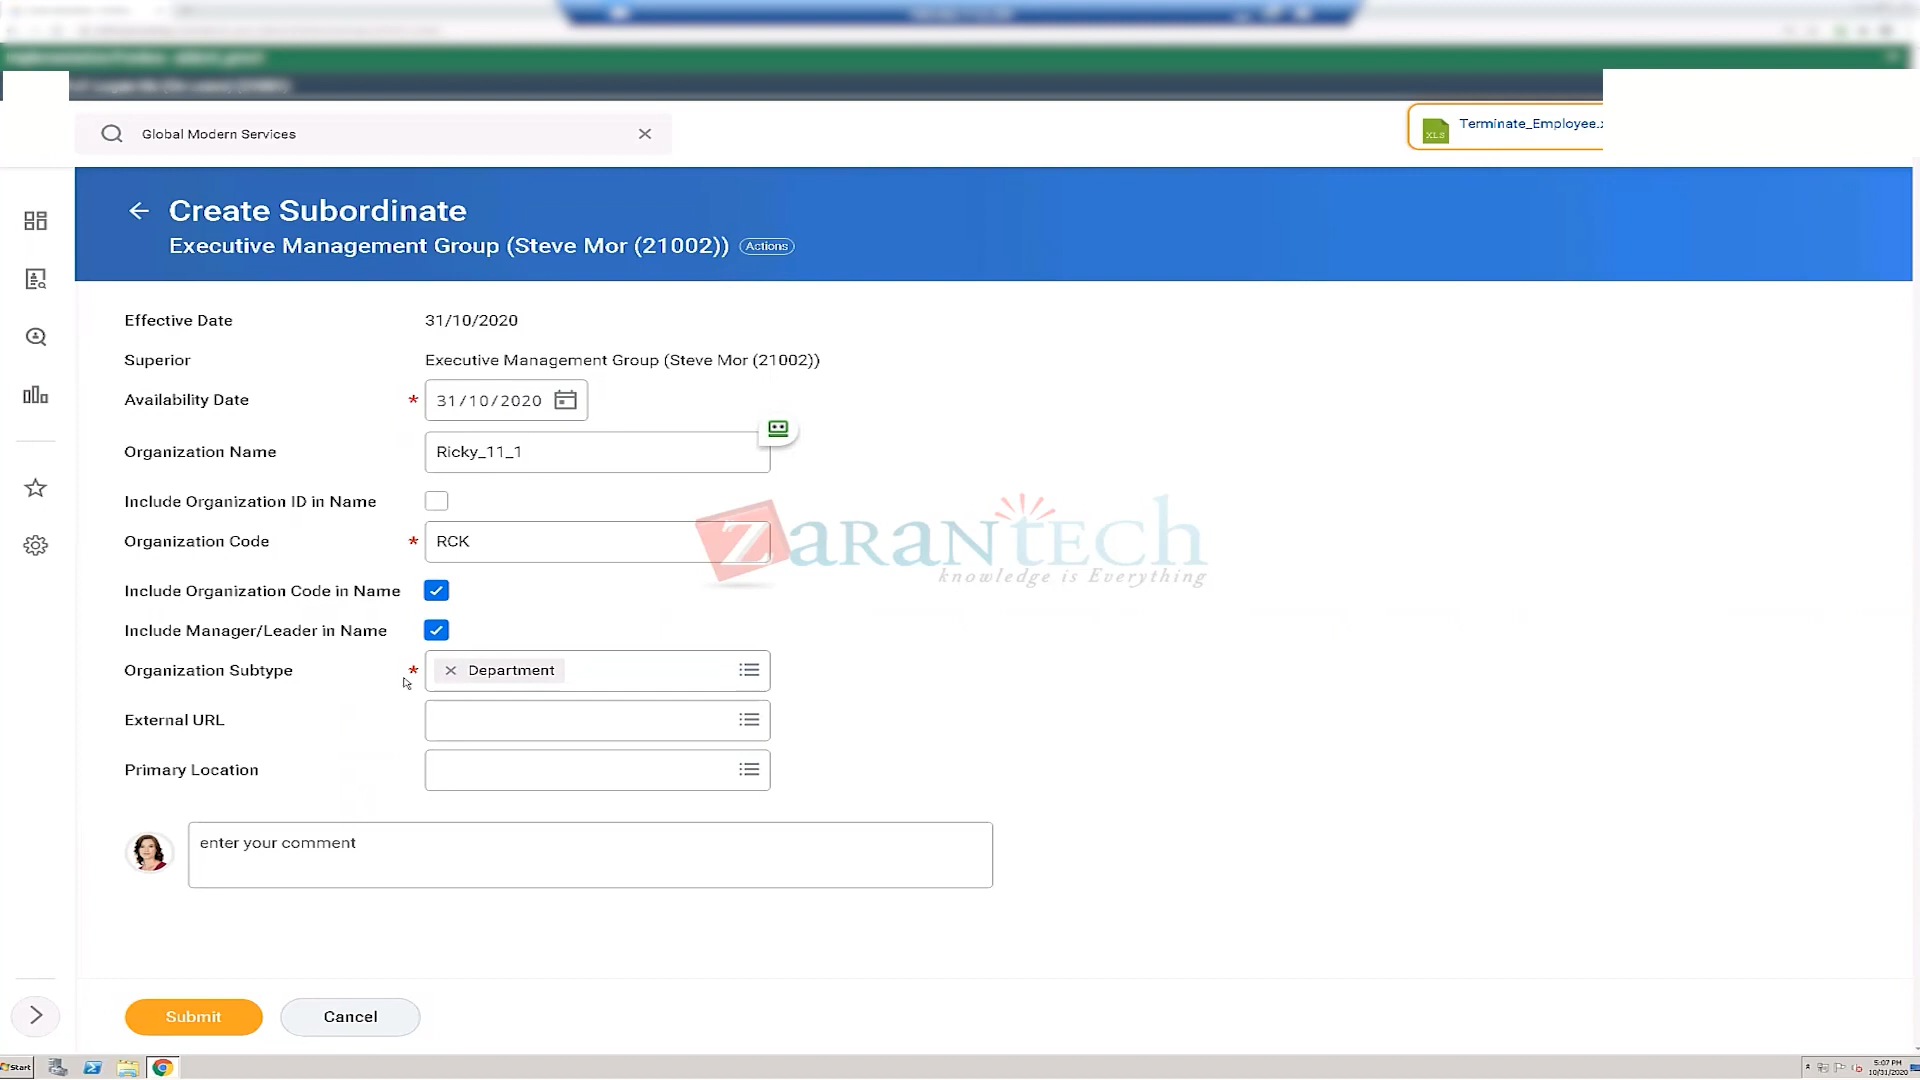 Global Modern Services
XLS
Terminate_Employee.x
Create Subordinate
Executive Management Group (Steve Mor (21002)) Actions
Effective Date 31/10/2020
Superior Executive Management Group (Steve Mor (21002))
Availability Date * 31/10/2020
Organization Name Ricky_11_1
Include Organization ID in Name
Organization Code * RCK
Include Organization Code in Name
Include Manager/Leader in Name
Organization Subtype * Department
External URL
Primary Location
enter your comment
Submit Cancel
ZaranTech
knowledge is Everything
Start
5:07 PM
10/31/2020